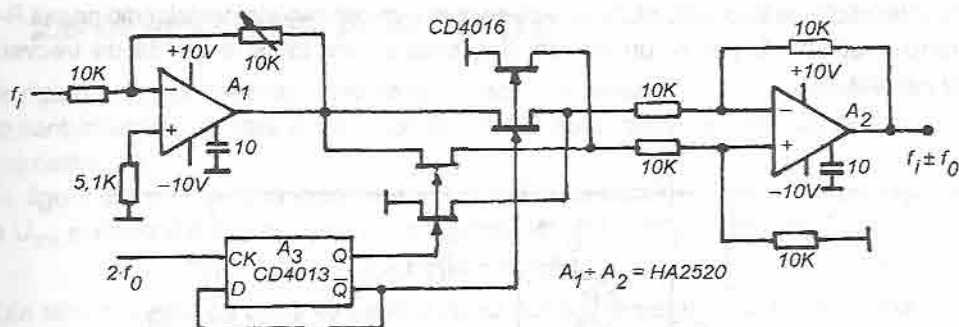 CD4016
+10V
10K
10K
f_i
A_1
10
5,1K
−10V
10K
10K
10K
+10V
A_2
10
−10V
f_i ± f_0
10K
2·f_0
CK
A_3
CD4013
Q
D
Q̅
A_1 ÷ A_2 = HA2520